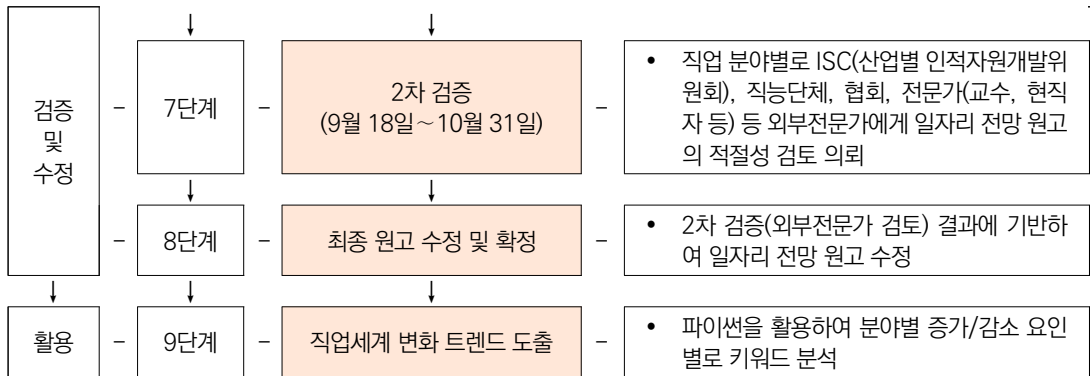 검증
및
수정
–
7단계
–
2차 검증
(9월 18일～10월 31일)
–
• 직업 분야별로 ISC(산업별 인적자원개발위
원회), 직능단체, 협회, 전문가(교수, 현직
자 등) 등 외부전문가에게 일자리 전망 원고
의 적절성 검토 의뢰
–
8단계
–
최종 원고 수정 및 확정
–
• 2차 검증(외부전문가 검토) 결과에 기반하
여 일자리 전망 원고 수정
활용
–
9단계
–
직업세계 변화 트렌드 도출
–
• 파이썬을 활용하여 분야별 증가/감소 요인
별로 키워드 분석